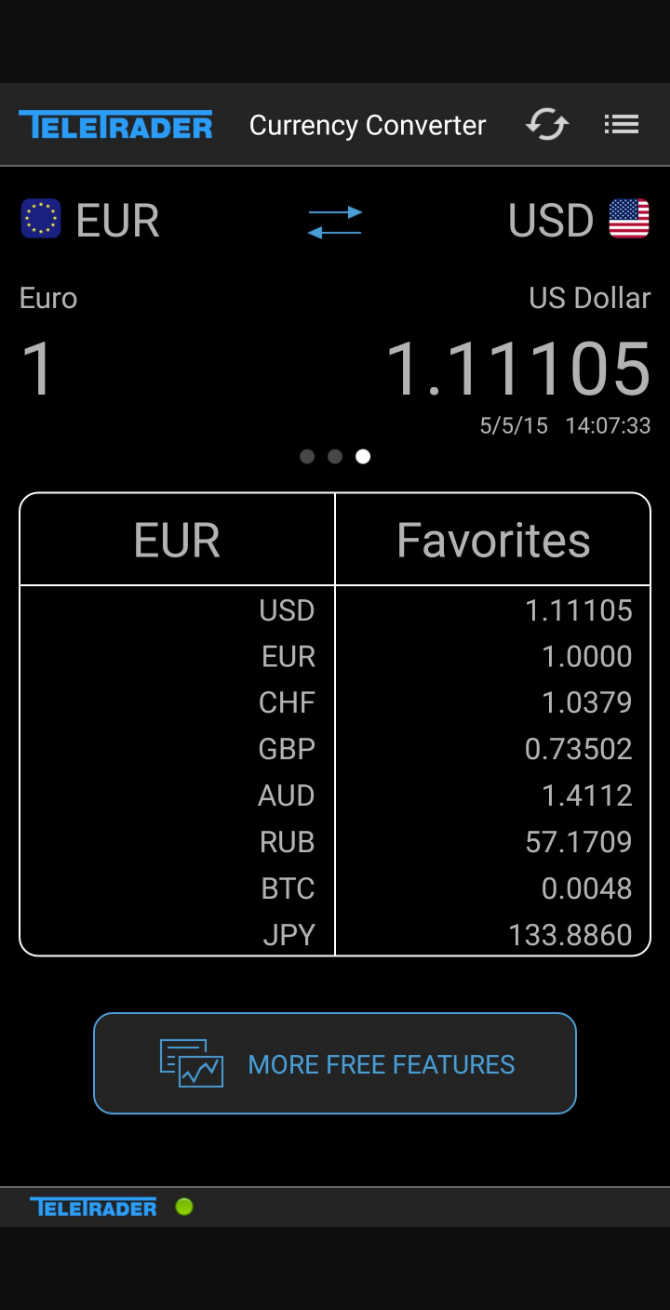 TELETRADER Currency Converter
EUR USD
Euro US Dollar
1 1.11105
5/5/15 14:07:33
EUR Favorites
USD 1.11105
EUR 1.0000
CHF 1.0379
GBP 0.73502
AUD 1.4112
RUB 57.1709
BTC 0.0048
JPY 133.8860
MORE FREE FEATURES
TELETRADER